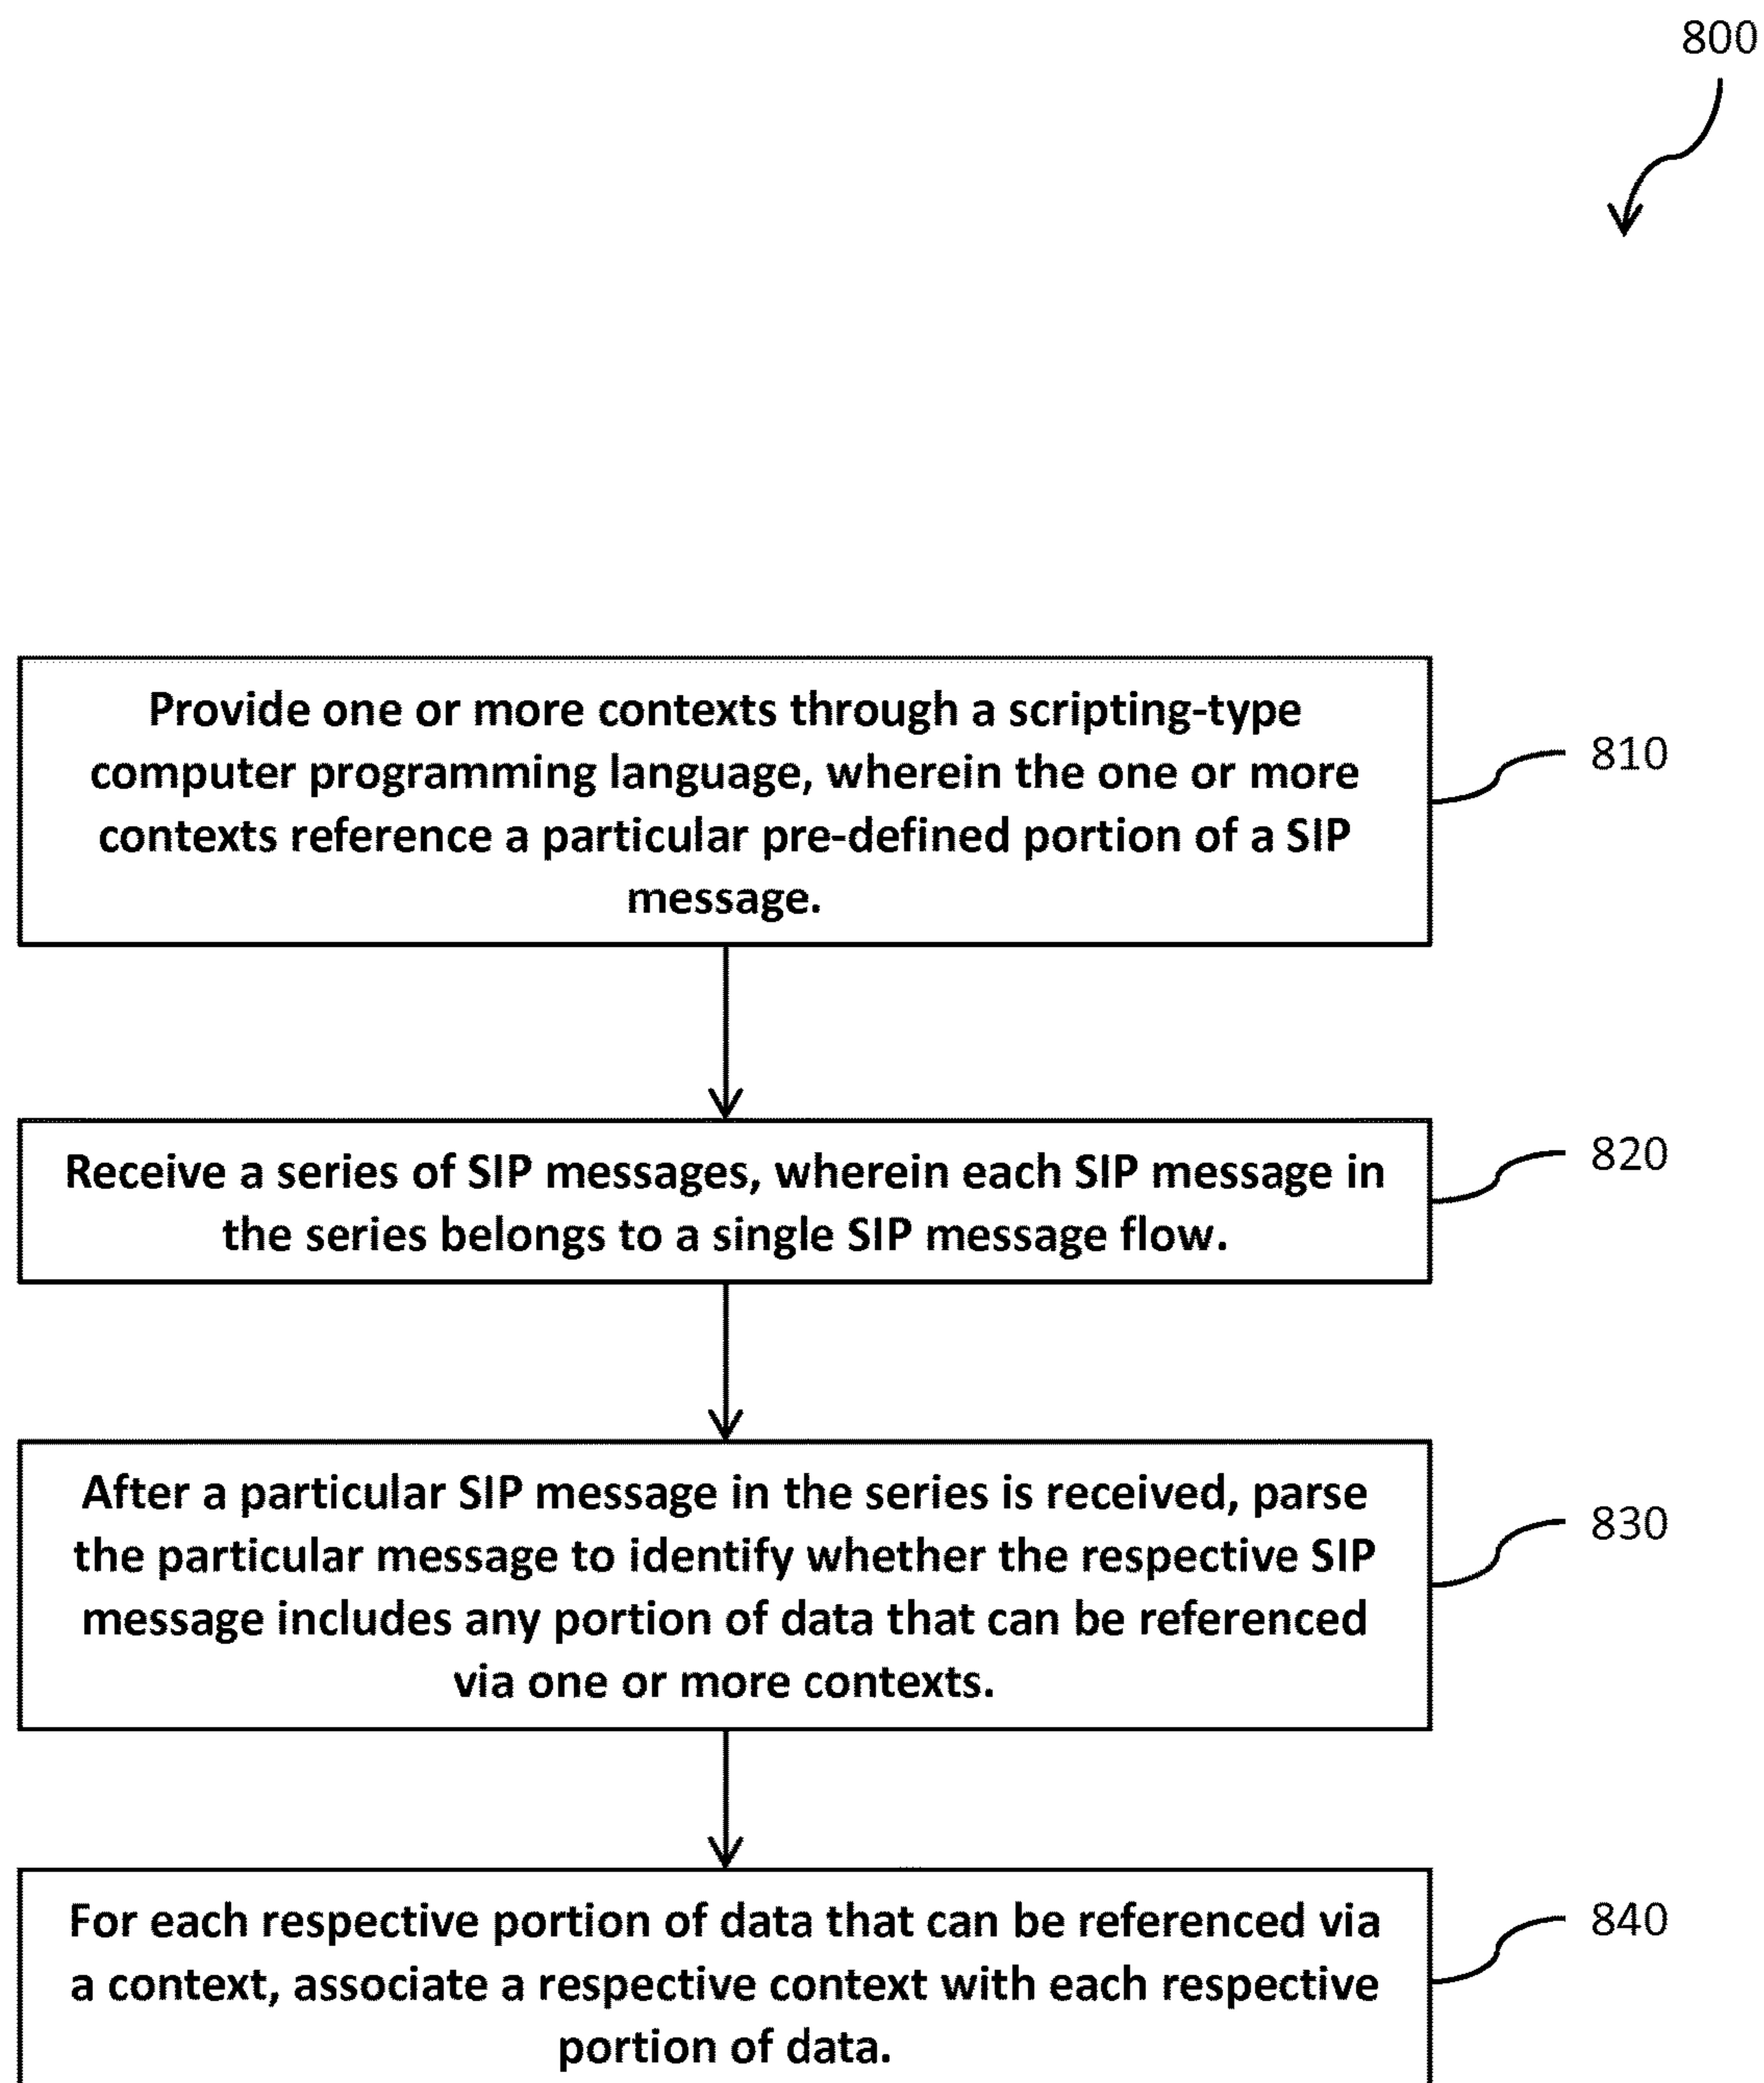 800
Provide one or more contexts through a scripting-type
computer programming language, wherein the one or more
contexts reference a particular pre-defined portion of a SIP
message.
810
Receive a series of SIP messages, wherein each SIP message in
the series belongs to a single SIP message flow.
820
After a particular SIP message in the series is received, parse
the particular message to identify whether the respective SIP
message includes any portion of data that can be referenced
via one or more contexts.
830
For each respective portion of data that can be referenced via
a context, associate a respective context with each respective
portion of data.
840